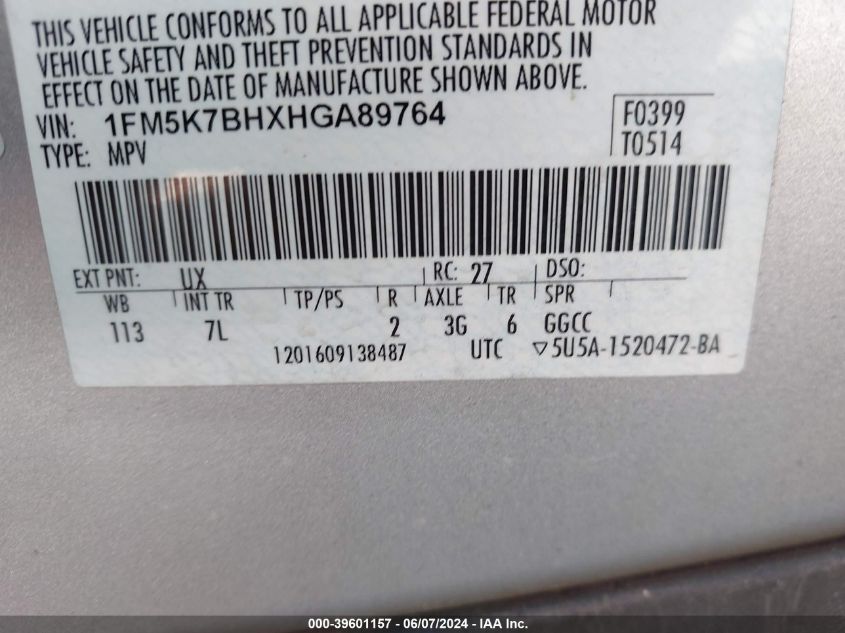 THIS VEHICLE CONFORMS TO ALL APPLICABLE FEDERAL MOTOR
VEHICLE SAFETY AND THEFT PREVENTION STANDARDS IN
EFFECT ON THE DATE OF MANUFACTURE SHOWN ABOVE.
VIN: 1FM5K7BHXHGA89764 F0399
TYPE: MPV T0514
EXT PNT: UX RC: 27 DSO:
WB INT TR TP/PS R AXLE TR SPR
113 7L 2 3G 6 GGCC
1201609138487 UTC ▽5U5A-1520472-BA
000-39601157 - 06/07/2024 - IAA Inc.